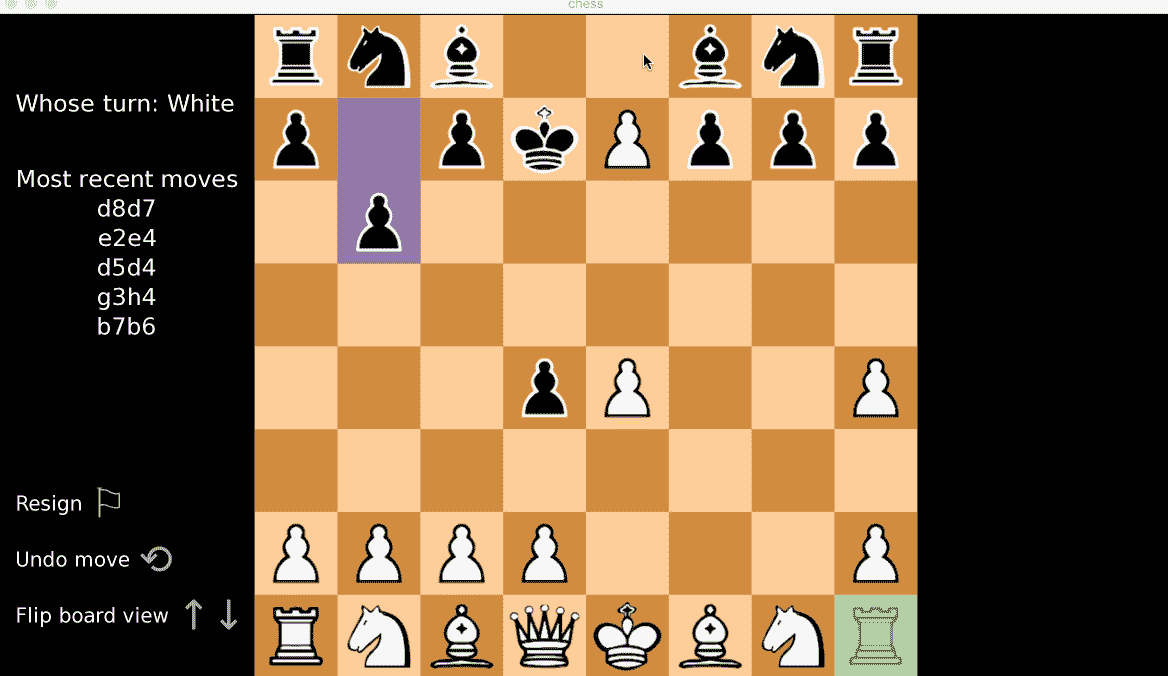 chess
Whose turn: White
Most recent moves
d8d7
e2e4
d5d4
g3h4
b7b6
Resign
Undo move
Flip board view